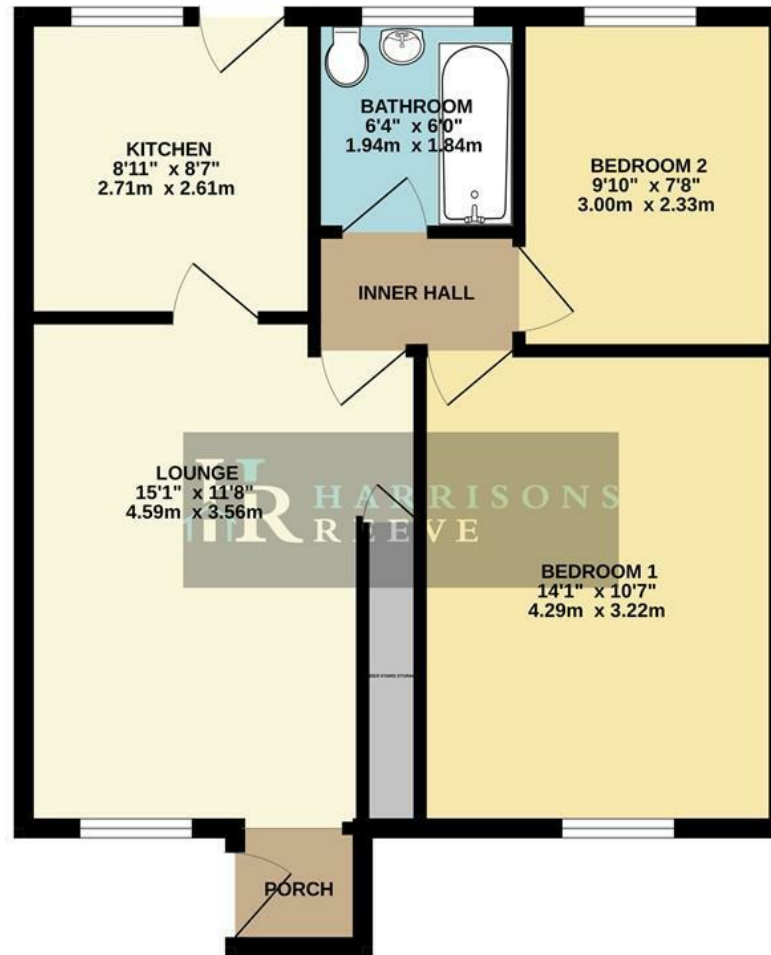 KITCHEN
8'11" x 8'7"
2.71m x 2.61m
BATHROOM
6'4" x 6'0"
1.94m x 1.84m
BEDROOM 2
9'10" x 7'8"
3.00m x 2.33m
INNER HALL
LOUNGE
15'1" x 11'8"
4.59m x 3.56m
HR HARRISONS
REEVE
BEDROOM 1
14'1" x 10'7"
4.29m x 3.22m
STAIRS
PORCH